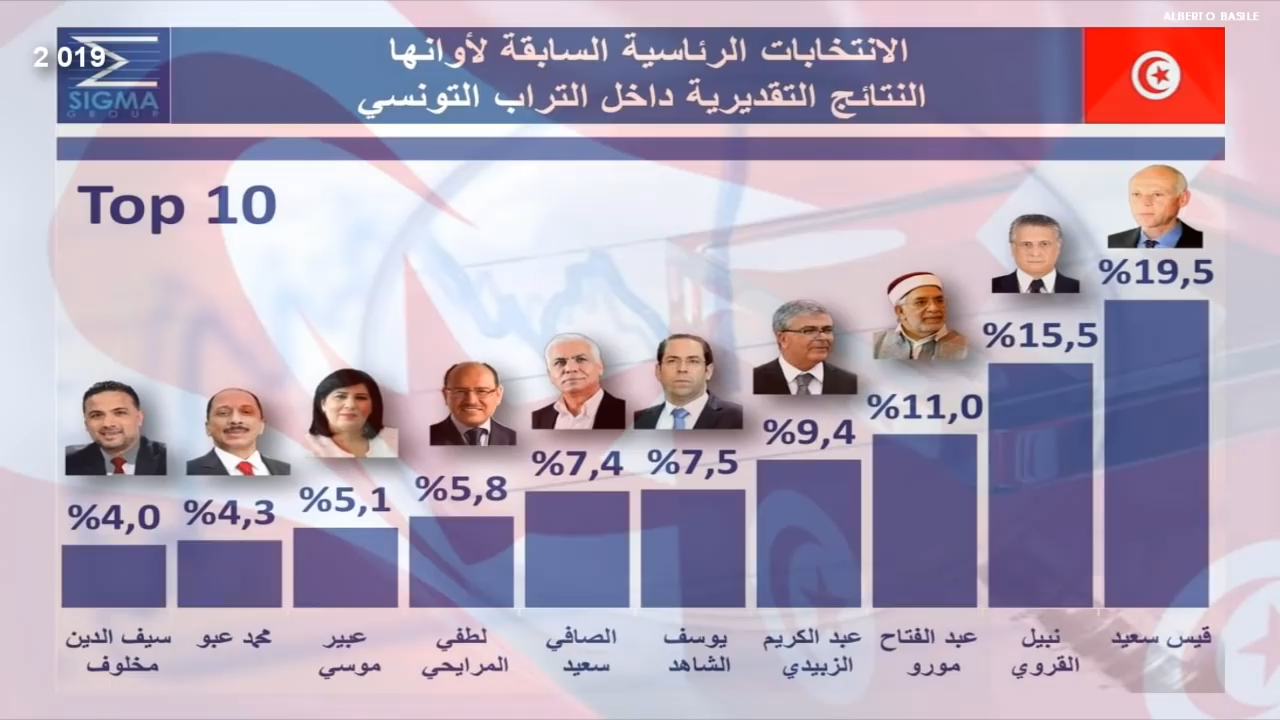 ALBERTO BASILE
2 019
SIGMA
GROUP
الانتخابات الرئاسية السابقة لأوانها
النتائج التقديرية داخل التراب التونسي
Top 10
%19,5
%15,5
%11,0
%9,4
%7,5
%7,4
%5,8
%5,1
%4,3
%4,0
قيس سعيد
نبيل
القروي
عبد الفتاح
مورو
عبد الكريم
الزبيدي
يوسف
الشاهد
الصافي
سعيد
لطفي
المرايحي
عبير
موسي
محمد عبو
سيف الدين
مخلوف